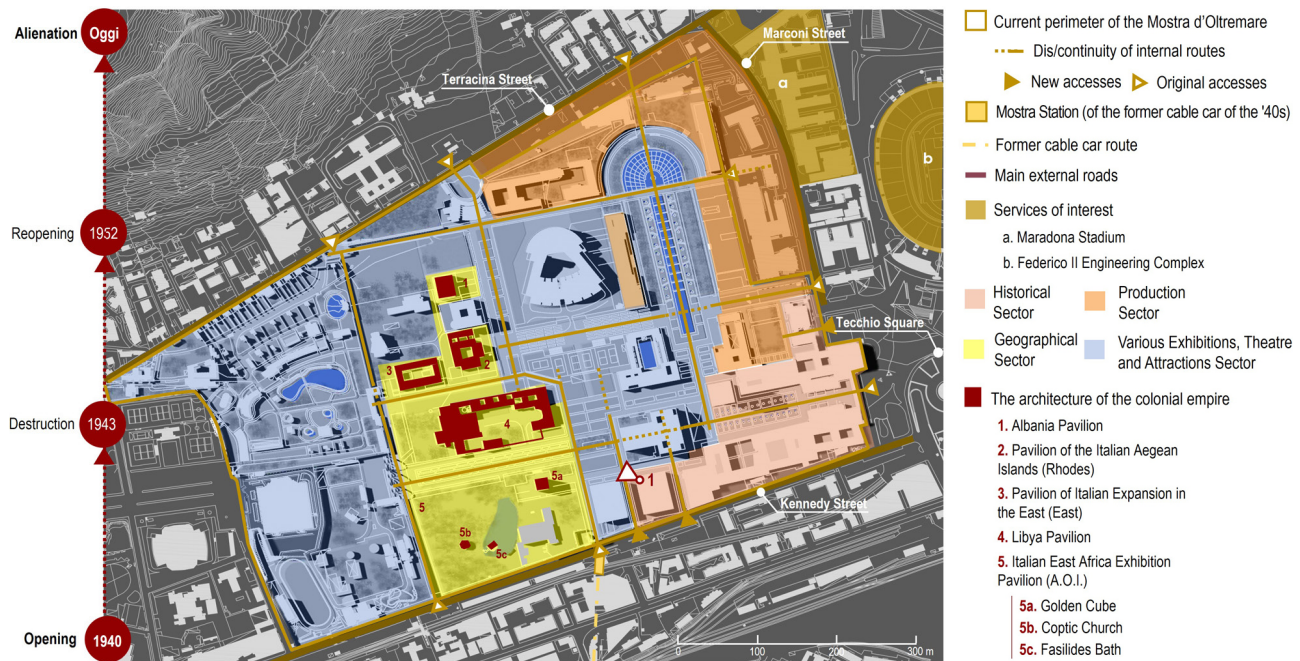 Alienation
Oggi
Reopening
1952
Destruction
1943
Opening
1940
Terracina Street
Marconi Street
Tecchio Square
Kennedy Street
a
b
1
2
3
4
5
5a
5b
5c
1
0
100
200
300 m
Current perimeter of the Mostra d’Oltremare
Dis/continuity of internal routes
New accesses
Original accesses
Mostra Station (of the former cable car of the '40s)
Former cable car route
Main external roads
Services of interest
a. Maradona Stadium
b. Federico II Engineering Complex
Historical
Sector
Production
Sector
Geographical
Sector
Various Exhibitions, Theatre
and Attractions Sector
The architecture of the colonial empire
1. Albania Pavilion
2. Pavilion of the Italian Aegean
Islands (Rhodes)
3. Pavilion of Italian Expansion in
the East (East)
4. Libya Pavilion
5. Italian East Africa Exhibition
Pavilion (A.O.I.)
5a. Golden Cube
5b. Coptic Church
5c. Fasilides Bath